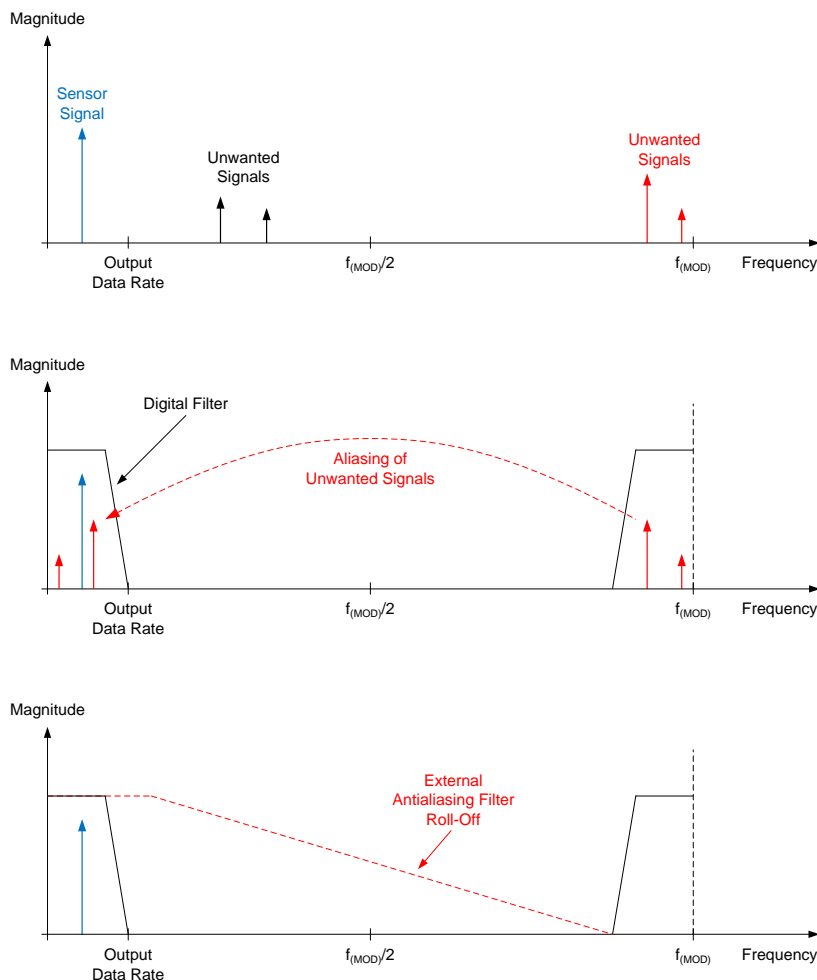 Magnitude
Sensor
Signal
Unwanted
Signals
Unwanted
Signals
Output
Data Rate
f(MOD)/2
f(MOD)
Frequency
Magnitude
Digital Filter
Aliasing of
Unwanted Signals
Output
Data Rate
f(MOD)/2
f(MOD)
Frequency
Magnitude
External
Antialiasing Filter
Roll-Off
Output
Data Rate
f(MOD)/2
f(MOD)
Frequency